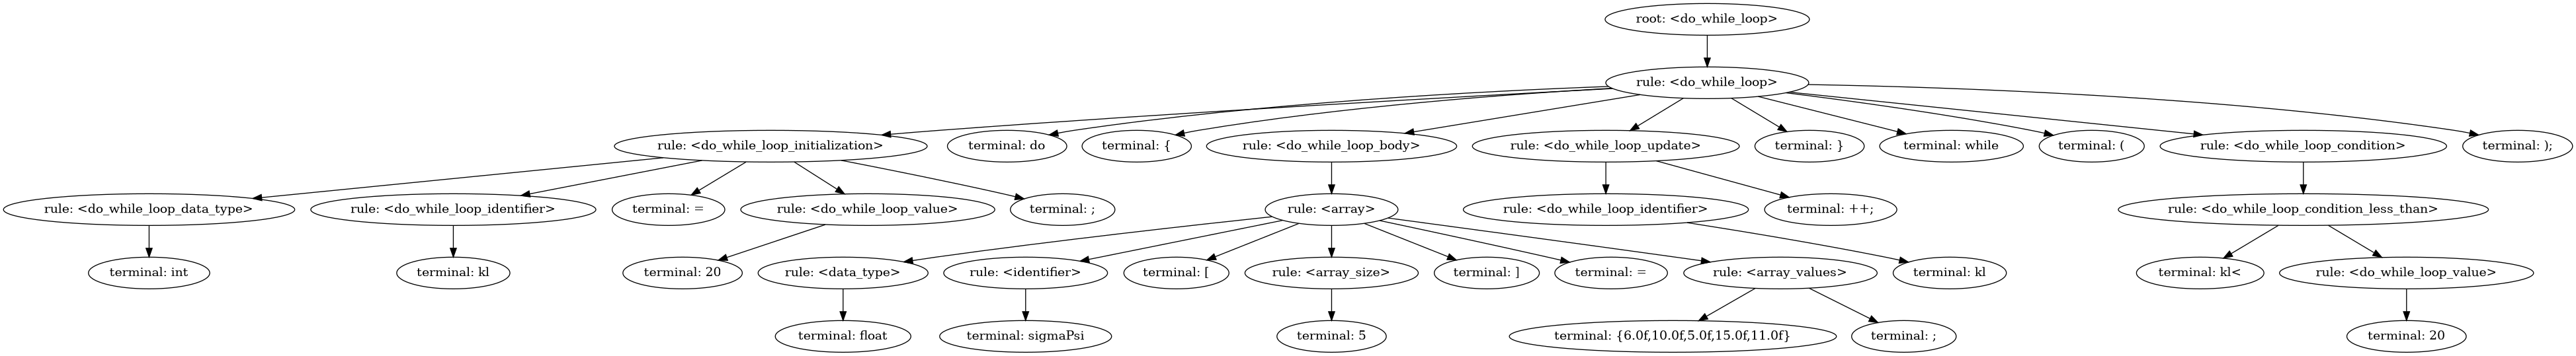 root: <do_while_loop>
rule: <do_while_loop>
rule: <do_while_loop_initialization>
terminal: do
terminal: {
rule: <do_while_loop_body>
rule: <do_while_loop_update>
terminal: }
terminal: while
terminal: (
rule: <do_while_loop_condition>
terminal: );
rule: <do_while_loop_data_type>
rule: <do_while_loop_identifier>
terminal: =
rule: <do_while_loop_value>
terminal: ;
rule: <array>
rule: <do_while_loop_identifier>
terminal: ++;
rule: <do_while_loop_condition_less_than>
terminal: int
terminal: kl
terminal: 20
rule: <data_type>
rule: <identifier>
terminal: [
rule: <array_size>
terminal: ]
terminal: =
rule: <array_values>
terminal: kl
terminal: kl<
rule: <do_while_loop_value>
terminal: float
terminal: sigmaPsi
terminal: 5
terminal: {6.0f,10.0f,5.0f,15.0f,11.0f}
terminal: ;
terminal: 20